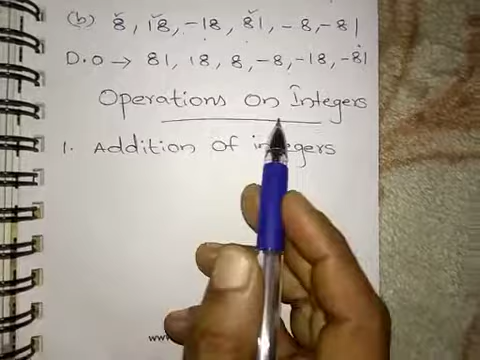 (b) 8, 18, -18, 81, -8, -81
D.O → 81, 18, 8, -8, -18, -81
Operations on Integers
1. Addition of integers
www